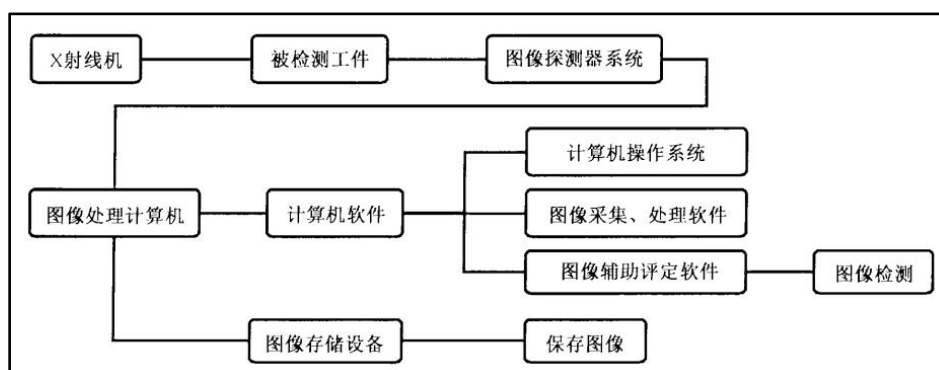 X射线机
被检测工件
图像探测器系统
计算机操作系统
图像处理计算机
计算机软件
图像采集、处理软件
图像辅助评定软件
图像检测
图像存储设备
保存图像